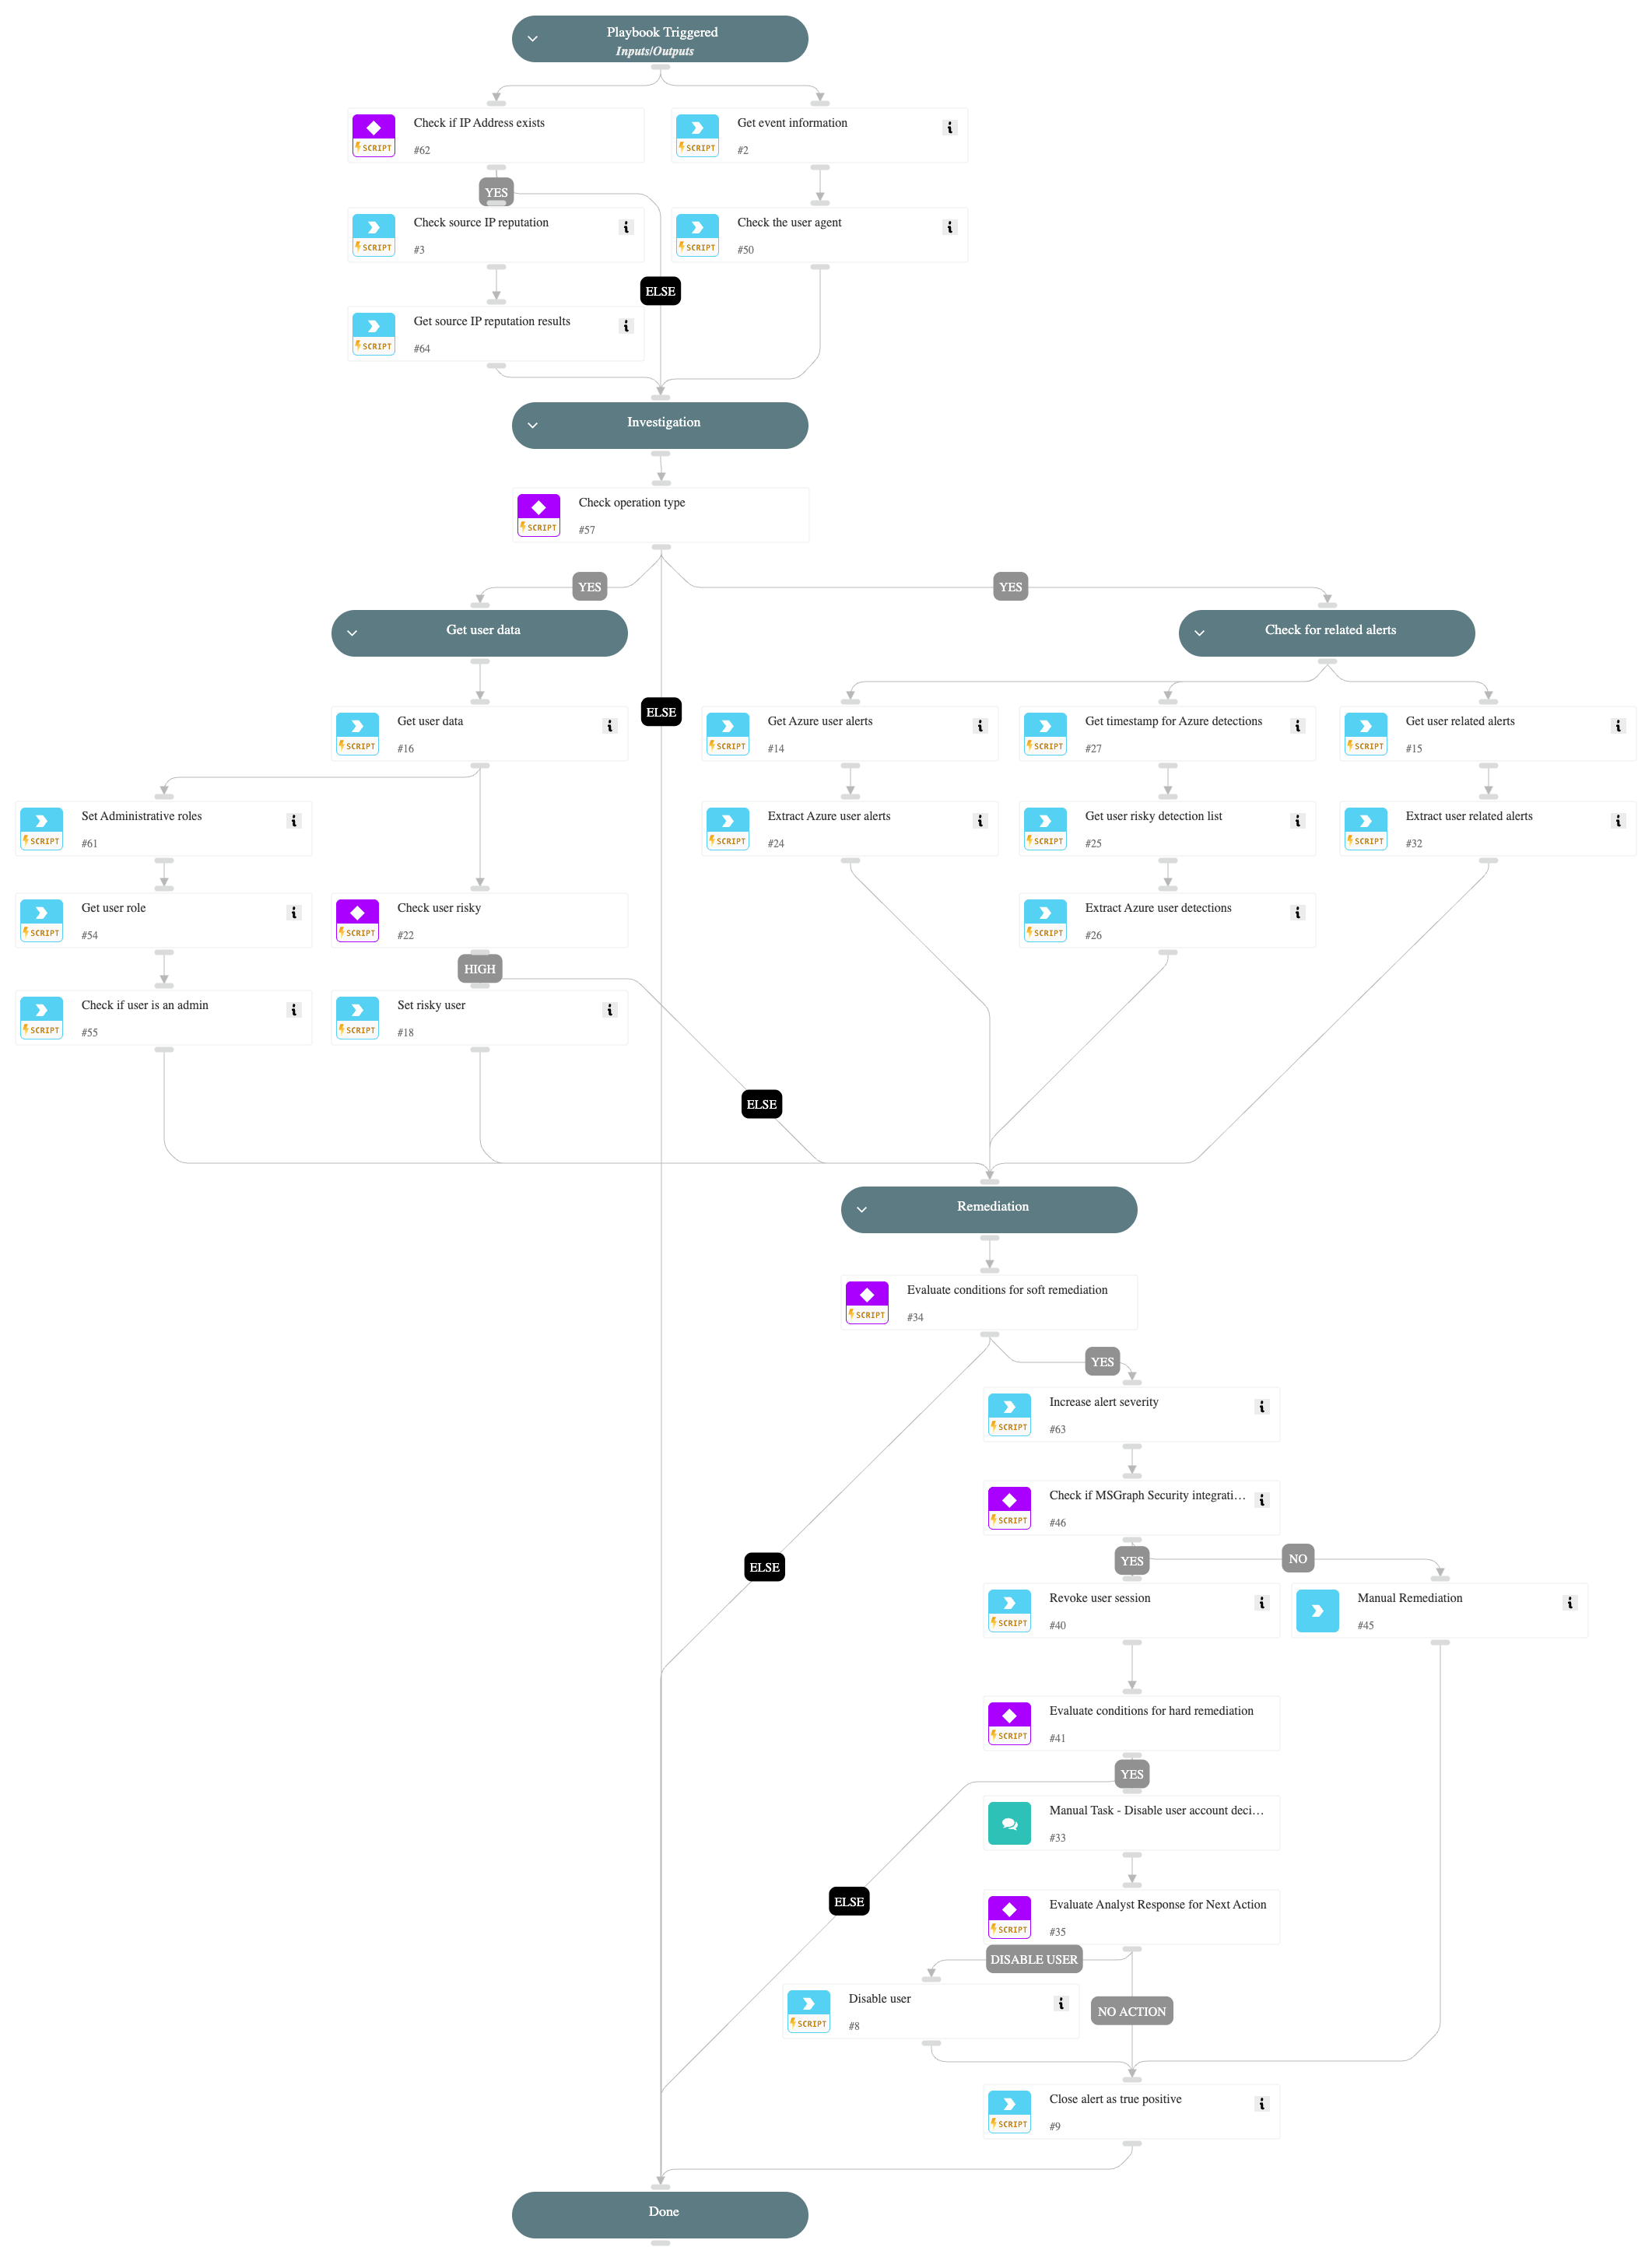 Playbook Triggered
Inputs/Outputs
Check if IP Address exists
#62
SCRIPT
Get event information
#2
SCRIPT
YES
Check source IP reputation
#3
SCRIPT
Check the user agent
#50
SCRIPT
ELSE
Get source IP reputation results
#64
SCRIPT
Investigation
Check operation type
#57
SCRIPT
YES
YES
Get user data
Check for related alerts
ELSE
Get user data
#16
SCRIPT
Get Azure user alerts
#14
SCRIPT
Get timestamp for Azure detections
#27
SCRIPT
Get user related alerts
#15
SCRIPT
Set Administrative roles
#61
SCRIPT
Extract Azure user alerts
#24
SCRIPT
Get user risky detection list
#25
SCRIPT
Extract user related alerts
#32
SCRIPT
Get user role
#54
SCRIPT
Check user risky
#22
SCRIPT
Extract Azure user detections
#26
SCRIPT
HIGH
Check if user is an admin
#55
SCRIPT
Set risky user
#18
SCRIPT
ELSE
Remediation
Evaluate conditions for soft remediation
#34
SCRIPT
YES
Increase alert severity
#63
SCRIPT
Check if MSGraph Security integrati…
#46
SCRIPT
YES
NO
ELSE
Revoke user session
#40
SCRIPT
Manual Remediation
#45
Evaluate conditions for hard remediation
#41
SCRIPT
YES
Manual Task - Disable user account deci…
#33
ELSE
Evaluate Analyst Response for Next Action
#35
SCRIPT
DISABLE USER
NO ACTION
Disable user
#8
SCRIPT
Close alert as true positive
#9
SCRIPT
Done